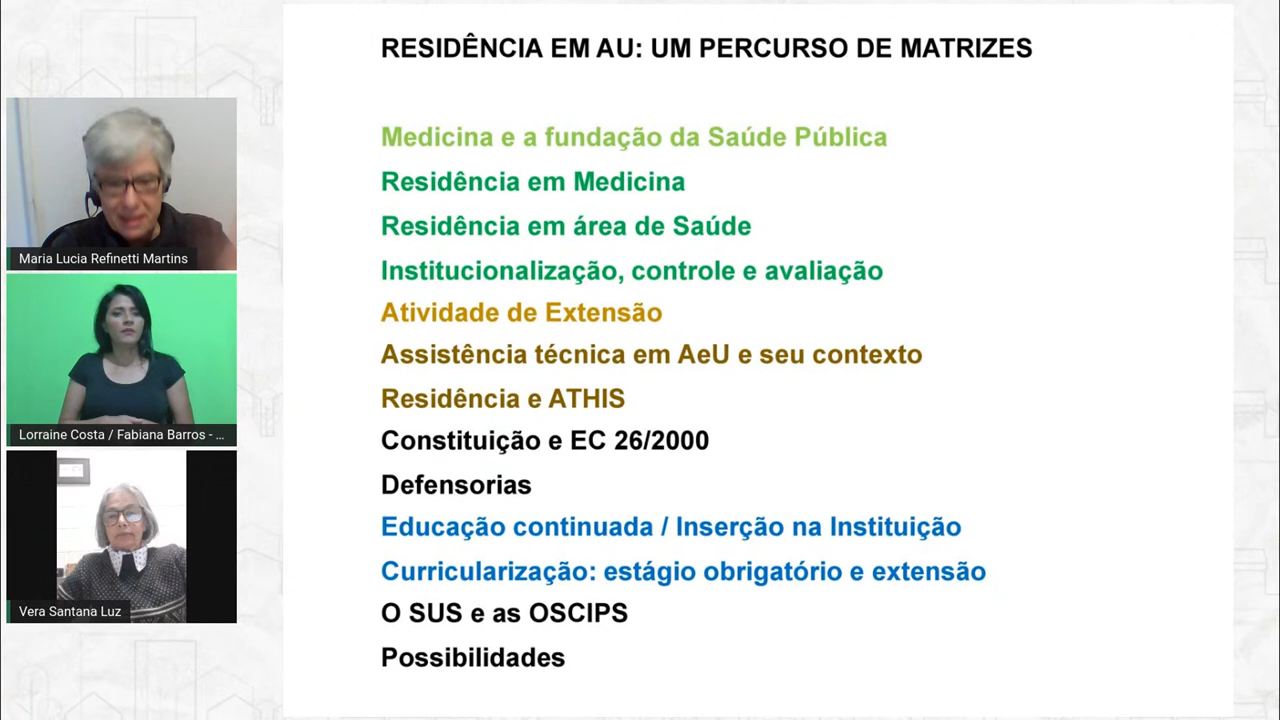 RESIDÊNCIA EM AU: UM PERCURSO DE MATRIZES
Medicina e a fundação da Saúde Pública
Residência em Medicina
Residência em área de Saúde
Institucionalização, controle e avaliação
Atividade de Extensão
Assistência técnica em AeU e seu contexto
Residência e ATHIS
Constituição e EC 26/2000
Defensorias
Educação continuada / Inserção na Instituição
Curricularização: estágio obrigatório e extensão
O SUS e as OSCIPS
Possibilidades
Maria Lucia Refinetti Martins
Lorraine Costa / Fabiana Barros - ...
Vera Santana Luz